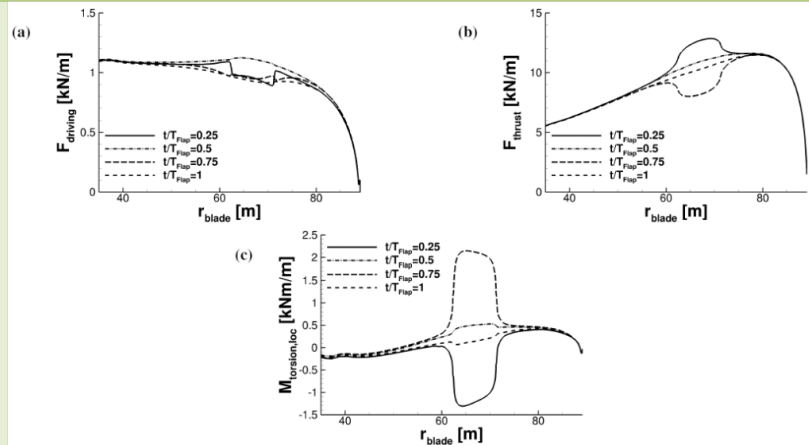 (a)
F_driving [kN/m]
1.5
1
0.5
0
t/T_Flap=0.25
t/T_Flap=0.5
t/T_Flap=0.75
t/T_Flap=1
40 60 80
r_blade [m]
(b)
F_thrust [kN/m]
15
10
5
0
t/T_Flap=0.25
t/T_Flap=0.5
t/T_Flap=0.75
t/T_Flap=1
40 60 80
r_blade [m]
(c)
M_torsion,loc [kNm/m]
2.5
2
1.5
1
0.5
0
-0.5
-1
-1.5
t/T_Flap=0.25
t/T_Flap=0.5
t/T_Flap=0.75
t/T_Flap=1
40 60 80
r_blade [m]